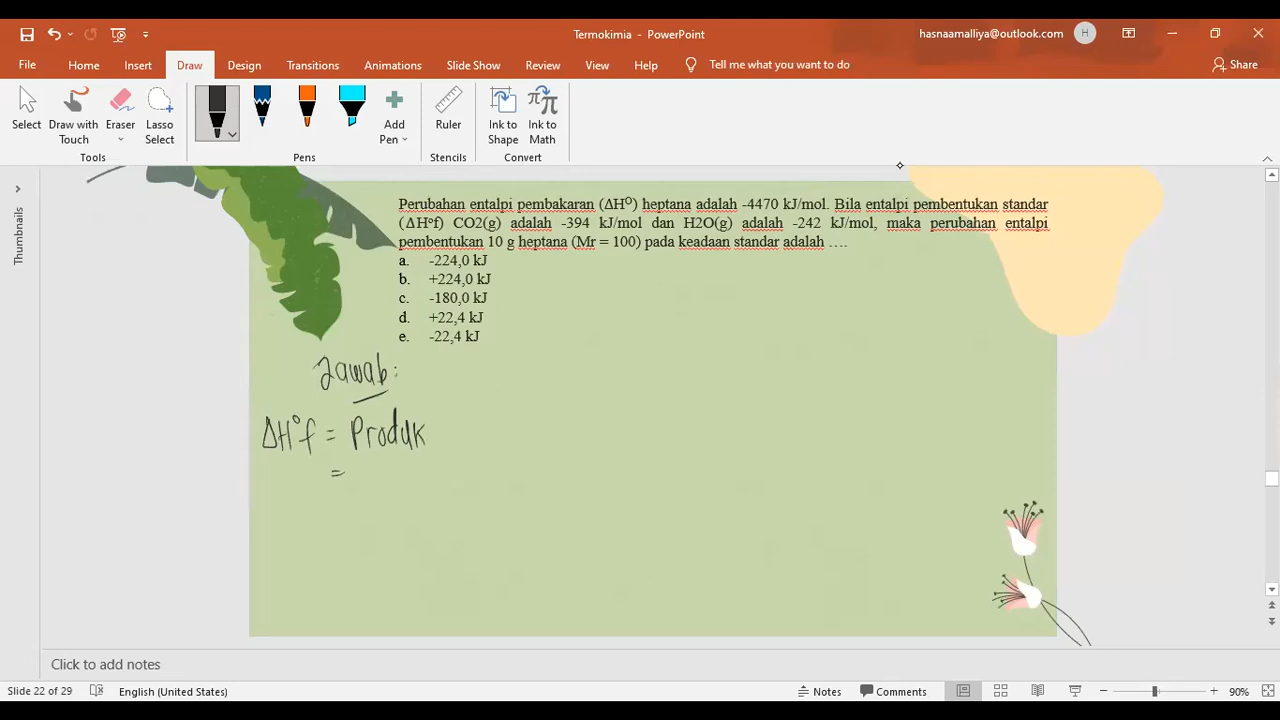 Termokimia - PowerPoint
hasnaamalliya@outlook.com
H
File
Home
Insert
Draw
Design
Transitions
Animations
Slide Show
Review
View
Help
Tell me what you want to do
Share
Select
Draw with Touch
Eraser
Lasso Select
Add Pen
Ruler
Ink to Shape
Ink to Math
Tools
Pens
Stencils
Convert
Thumbnails
Perubahan entalpi pembakaran (ΔH⁰) heptana adalah -4470 kJ/mol. Bila entalpi pembentukan standar
(ΔH°f) CO2(g) adalah -394 kJ/mol dan H2O(g) adalah -242 kJ/mol, maka perubahan entalpi
pembentukan 10 g heptana (Mr = 100) pada keadaan standar adalah ….
a. -224,0 kJ
b. +224,0 kJ
c. -180,0 kJ
d. +22,4 kJ
e. -22,4 kJ
Jawab:
ΔH°f = Produk
=
Click to add notes
Slide 22 of 29
English (United States)
Notes
Comments
90%